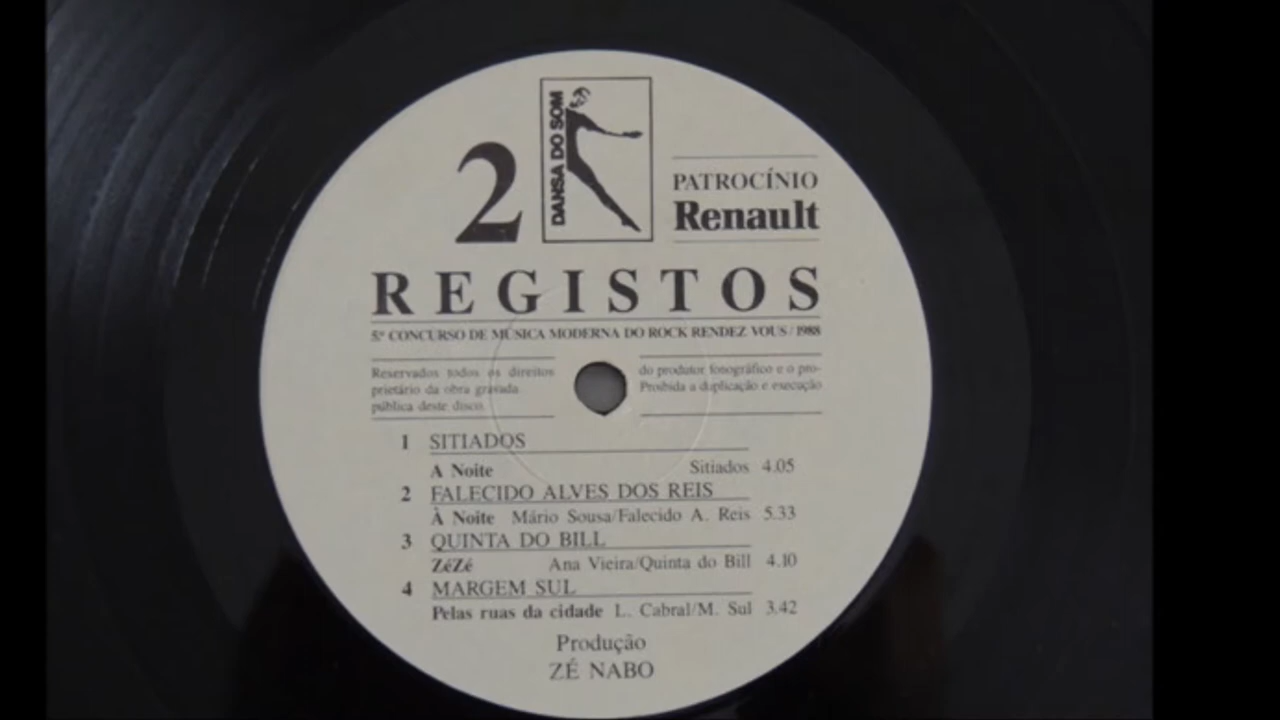 2
DANSA DO SOM
PATROCÍNIO
Renault
REGISTOS
5.º CONCURSO DE MÚSICA MODERNA DO ROCK RENDEZ VOUS / 1988
Reservados todos os direitos do produtor fonográfico e o pro-
prietário da obra gravada. Proibida a duplicação e execução
pública deste disco.
1 SITIADOS
A Noite Sitiados 4.05
2 FALECIDO ALVES DOS REIS
À Noite Mário Sousa/Falecido A. Reis 5.33
3 QUINTA DO BILL
ZéZé Ana Vieira/Quinta do Bill 4.10
4 MARGEM SUL
Pelas ruas da cidade L. Cabral/M. Sul 3.42
Produção
ZÉ NABO